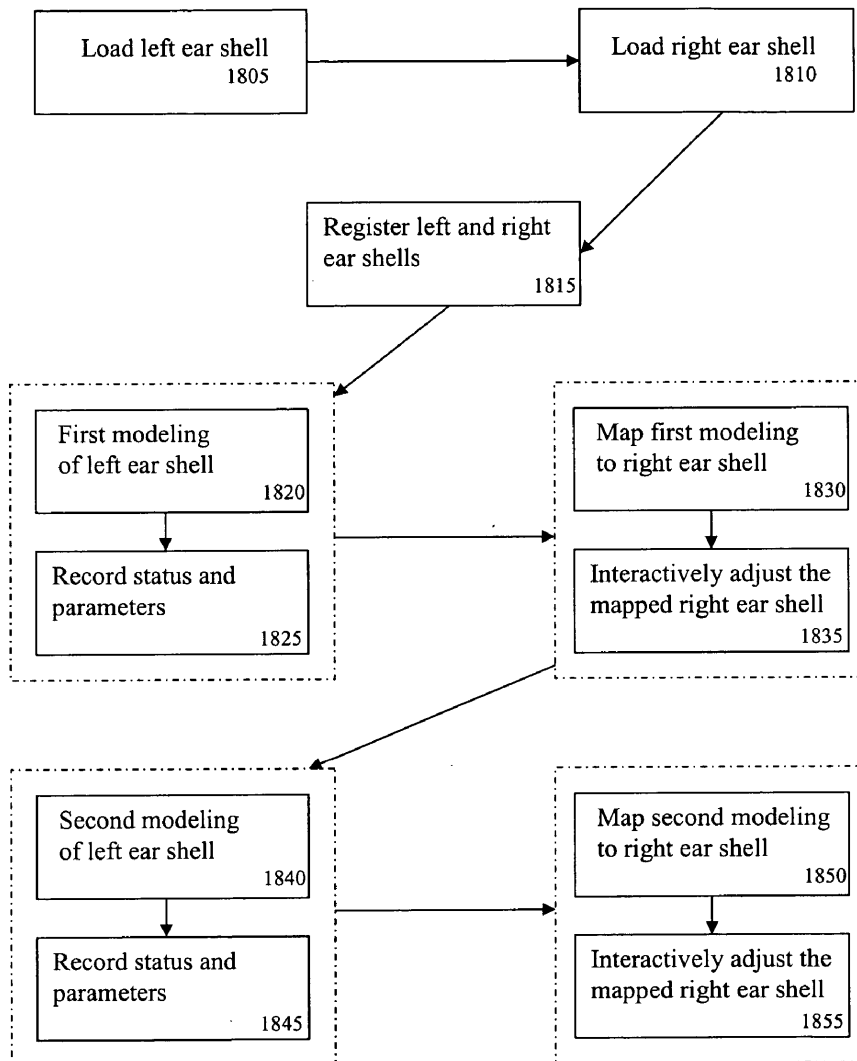 Load left ear shell
1805
Load right ear shell
1810
Register left and right
ear shells
1815
First modeling
of left ear shell
1820
Record status and
parameters
1825
Map first modeling
to right ear shell
1830
Interactively adjust the
mapped right ear shell
1835
Second modeling
of left ear shell
1840
Record status and
parameters
1845
Map second modeling
to right ear shell
1850
Interactively adjust the
mapped right ear shell
1855